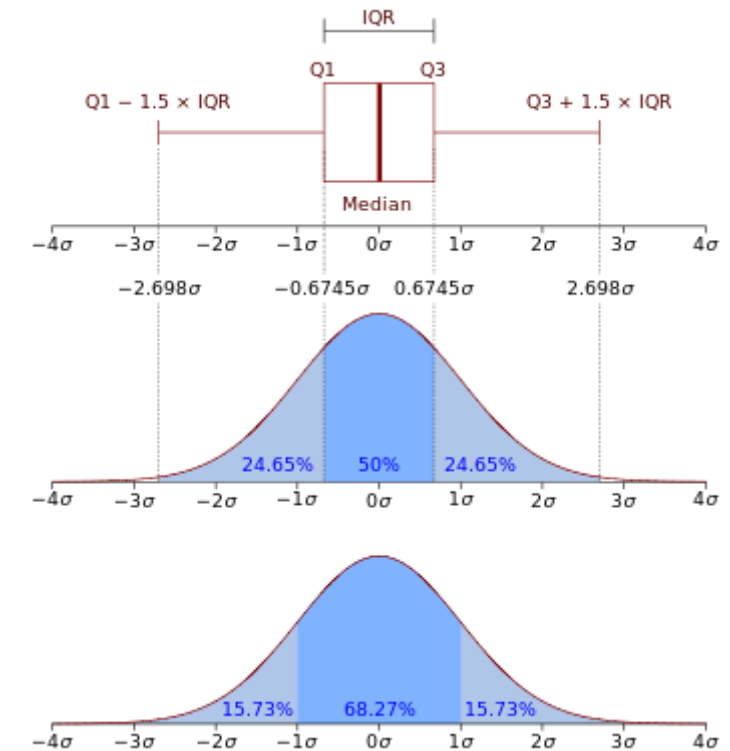 IQR
Q1 Q3
Q1 − 1.5 × IQR Q3 + 1.5 × IQR
Median
−4σ −3σ −2σ −1σ 0σ 1σ 2σ 3σ 4σ
−2.698σ −0.6745σ 0.6745σ 2.698σ
24.65% 50% 24.65%
−4σ −3σ −2σ −1σ 0σ 1σ 2σ 3σ 4σ
15.73% 68.27% 15.73%
−4σ −3σ −2σ −1σ 0σ 1σ 2σ 3σ 4σ